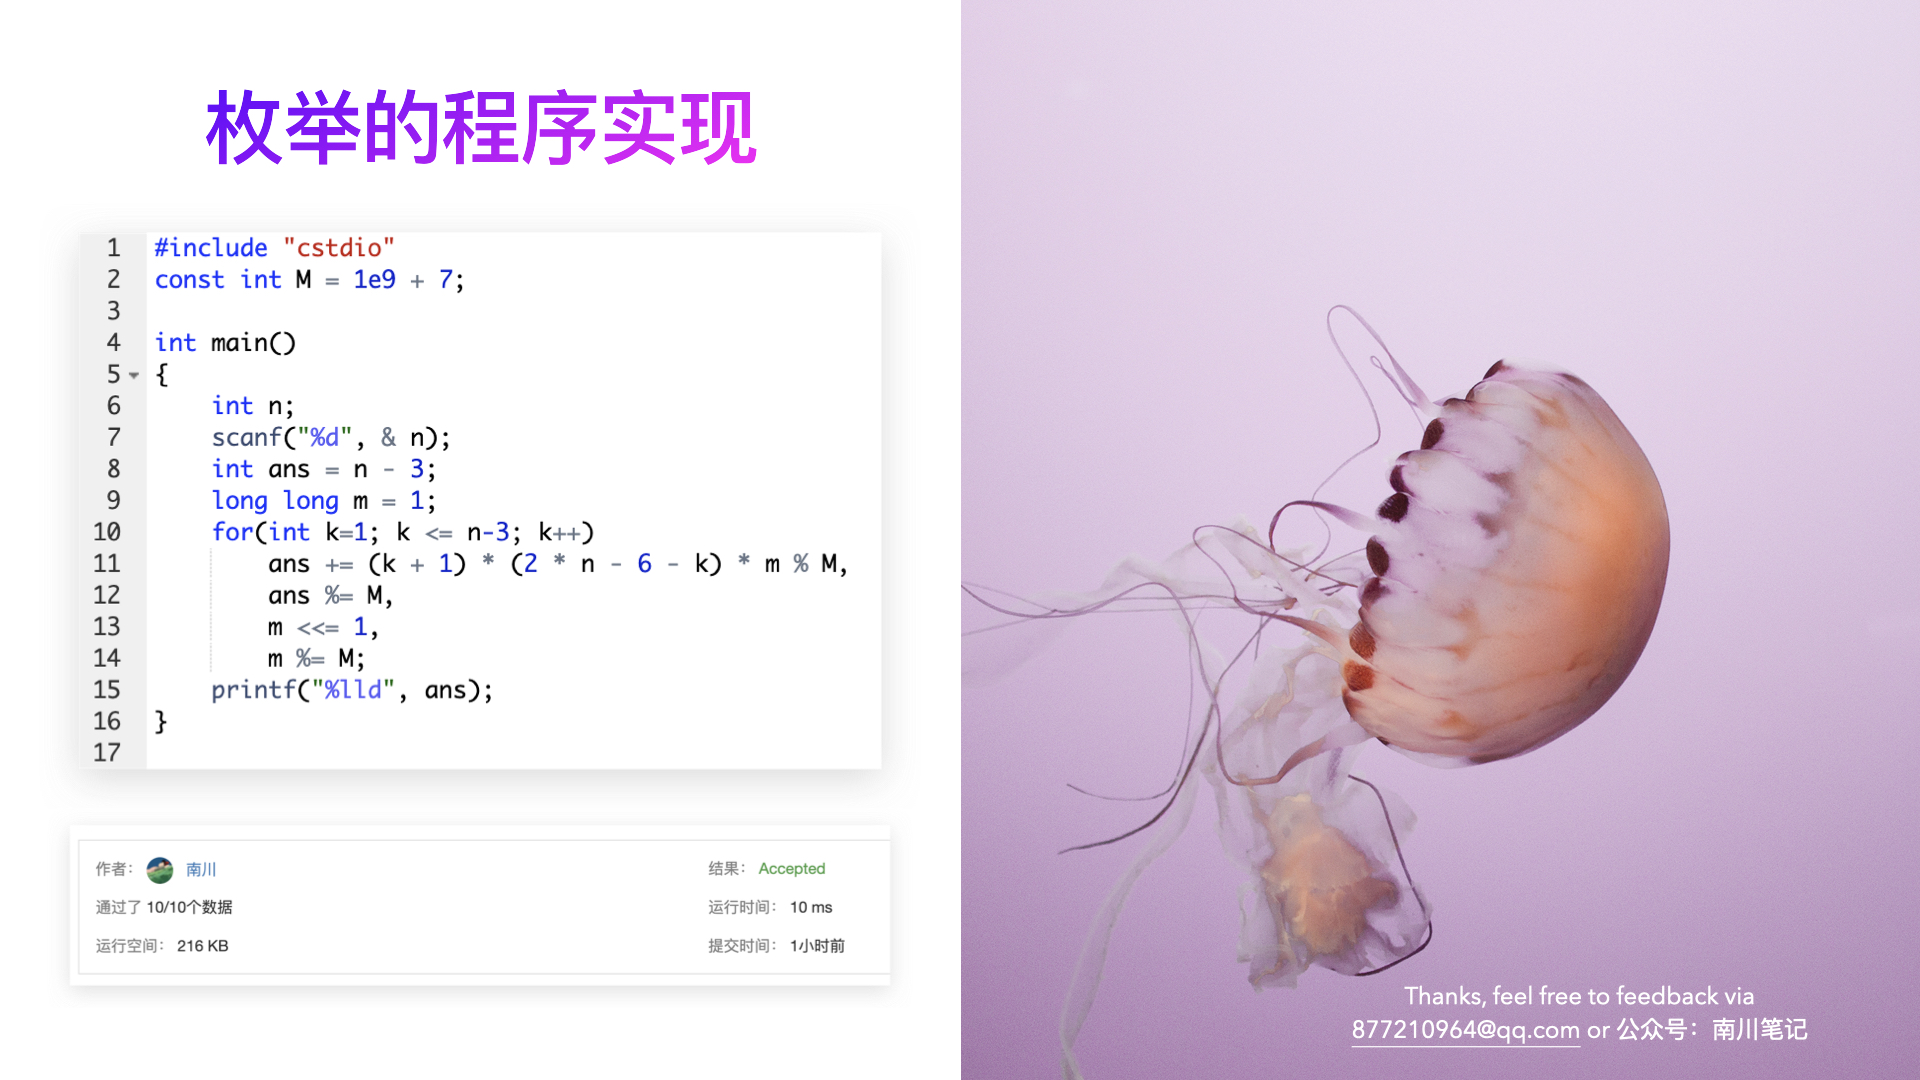 枚举的程序实现
1 #include "cstdio"
2 const int M = 1e9 + 7;
3
4 int main()
5 {
6     int n;
7     scanf("%d", & n);
8     int ans = n - 3;
9     long long m = 1;
10     for(int k=1; k <= n-3; k++)
11         ans += (k + 1) * (2 * n - 6 - k) * m % M,
12         ans %= M,
13         m <<= 1,
14         m %= M;
15     printf("%lld", ans);
16 }
17
作者： 南川 结果： Accepted
通过了 10/10个数据 运行时间： 10 ms
运行空间： 216 KB 提交时间： 1小时前
Thanks, feel free to feedback via
877210964@qq.com or 公众号：南川笔记